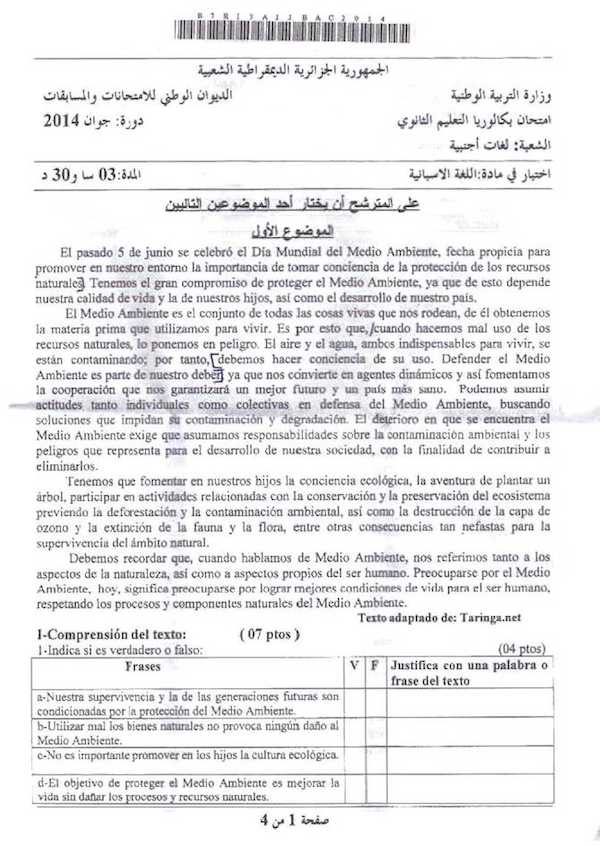 B7R13A1JBAC2014
الجمهورية الجزائرية الديمقراطية الشعبية
وزارة التربية الوطنية الديوان الوطني للامتحانات والمسابقات
امتحان بكالوريا التعليم الثانوي دورة: جوان 2014
الشعبة: لغات أجنبية
اختبار في مادة:اللغة الاسبانية المدة:03 سا و30 د
على المترشح أن يختار أحد الموضوعين التاليين
الموضوع الأول
El pasado 5 de junio se celebró el Día Mundial del Medio Ambiente, fecha propicia para
promover en nuestro entorno la importancia de tomar conciencia de la protección de los recursos
naturales. Tenemos el gran compromiso de proteger el Medio Ambiente, ya que de esto depende
nuestra calidad de vida y la de nuestros hijos, así como el desarrollo de nuestro país.
El Medio Ambiente es el conjunto de todas las cosas vivas que nos rodean, de él obtenemos
la materia prima que utilizamos para vivir. Es por esto que, cuando hacemos mal uso de los
recursos naturales, lo ponemos en peligro. El aire y el agua, ambos indispensables para vivir, se
están contaminando; por tanto, debemos hacer conciencia de su uso. Defender el Medio
Ambiente es parte de nuestro deber ya que nos convierte en agentes dinámicos y así fomentamos
la cooperación que nos garantizará un mejor futuro y un país más sano. Podemos asumir
actitudes tanto individuales como colectivas en defensa del Medio Ambiente, buscando
soluciones que impidan su contaminación y degradación. El deterioro en que se encuentra el
Medio Ambiente exige que asumamos responsabilidades sobre la contaminación ambiental y los
peligros que representa para el desarrollo de nuestra sociedad, con la finalidad de contribuir a
eliminarlos.
Tenemos que fomentar en nuestros hijos la conciencia ecológica, la aventura de plantar un
árbol, participar en actividades relacionadas con la conservación y la preservación del ecosistema
previendo la deforestación y la contaminación ambiental, así como la destrucción de la capa de
ozono y la extinción de la fauna y la flora, entre otras consecuencias tan nefastas para la
supervivencia del ámbito natural.
Debemos recordar que, cuando hablamos de Medio Ambiente, nos referimos tanto a los
aspectos de la naturaleza, así como a aspectos propios del ser humano. Preocuparse por el Medio
Ambiente, hoy, significa preocuparse por lograr mejores condiciones de vida para el ser humano,
respetando los procesos y componentes naturales del Medio Ambiente.
Texto adaptado de: Taringa.net
I-Comprensión del texto: ( 07 ptos )
1-Indica si es verdadero o falso: (04 ptos)
Frases V F Justifica con una palabra o
frase del texto
a-Nuestra supervivencia y la de las generaciones futuras son
condicionadas por la protección del Medio Ambiente.
b-Utilizar mal los bienes naturales no provoca ningún daño al
Medio Ambiente.
c-No es importante promover en los hijos la cultura ecológica.
d-El objetivo de proteger el Medio Ambiente es mejorar la
vida sin dañar los procesos y recursos naturales.
صفحة 1 من 4